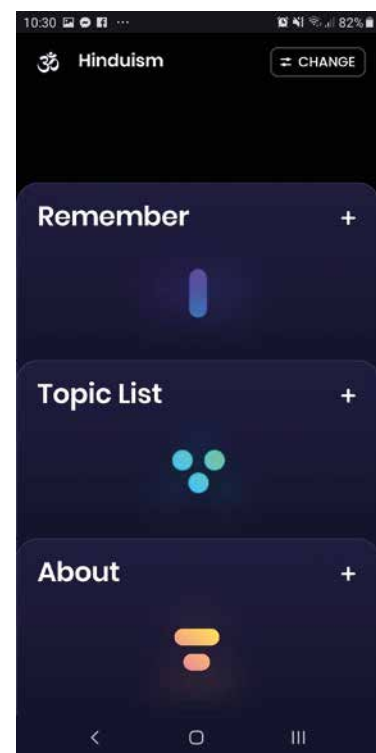 10:30 82%
ॐ Hinduism CHANGE
Remember +
Topic List +
About +